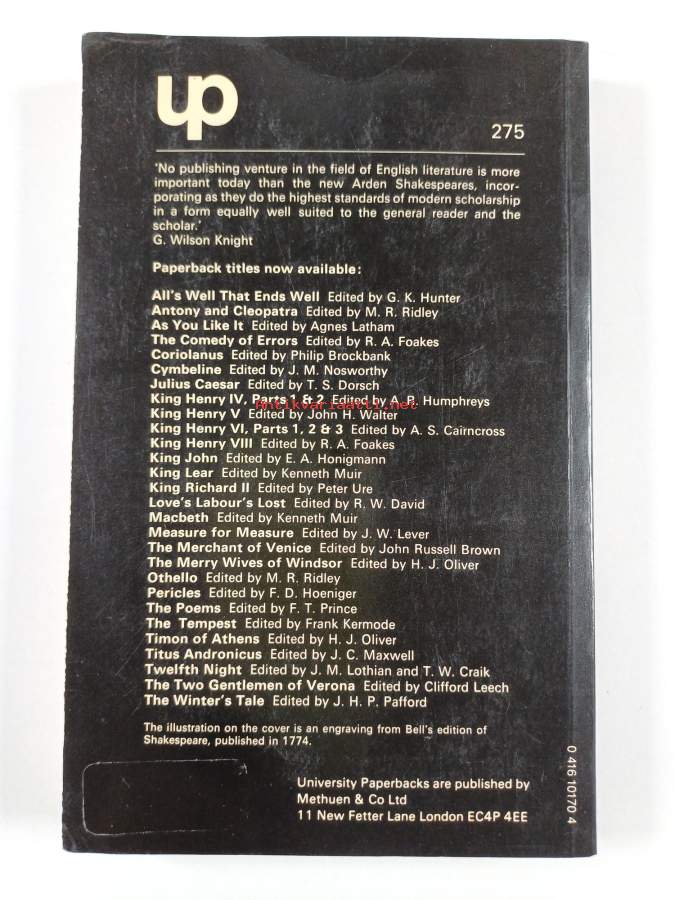 up
275
'No publishing venture in the field of English literature is more
important today than the new Arden Shakespeares, incor-
porating as they do the highest standards of modern scholarship
in a form equally well suited to the general reader and the
scholar.'
G. Wilson Knight
Paperback titles now available:
All's Well That Ends Well Edited by G. K. Hunter
Antony and Cleopatra Edited by M. R. Ridley
As You Like It Edited by Agnes Latham
The Comedy of Errors Edited by R. A. Foakes
Coriolanus Edited by Philip Brockbank
Cymbeline Edited by J. M. Nosworthy
Julius Caesar Edited by T. S. Dorsch
King Henry IV, Parts 1 & 2 Edited by A. R. Humphreys
Antikvariaatti.net
King Henry V Edited by John H. Walter
King Henry VI, Parts 1, 2 & 3 Edited by A. S. Cairncross
King Henry VIII Edited by R. A. Foakes
King John Edited by E. A. Honigmann
King Lear Edited by Kenneth Muir
King Richard II Edited by Peter Ure
Love's Labour's Lost Edited by R. W. David
Macbeth Edited by Kenneth Muir
Measure for Measure Edited by J. W. Lever
The Merchant of Venice Edited by John Russell Brown
The Merry Wives of Windsor Edited by H. J. Oliver
Othello Edited by M. R. Ridley
Pericles Edited by F. D. Hoeniger
The Poems Edited by F. T. Prince
The Tempest Edited by Frank Kermode
Timon of Athens Edited by H. J. Oliver
Titus Andronicus Edited by J. C. Maxwell
Twelfth Night Edited by J. M. Lothian and T. W. Craik
The Two Gentlemen of Verona Edited by Clifford Leech
The Winter's Tale Edited by J. H. P. Pafford
The illustration on the cover is an engraving from Bell's edition of
Shakespeare, published in 1774.
University Paperbacks are published by
Methuen & Co Ltd
11 New Fetter Lane London EC4P 4EE
0 416 10170 4